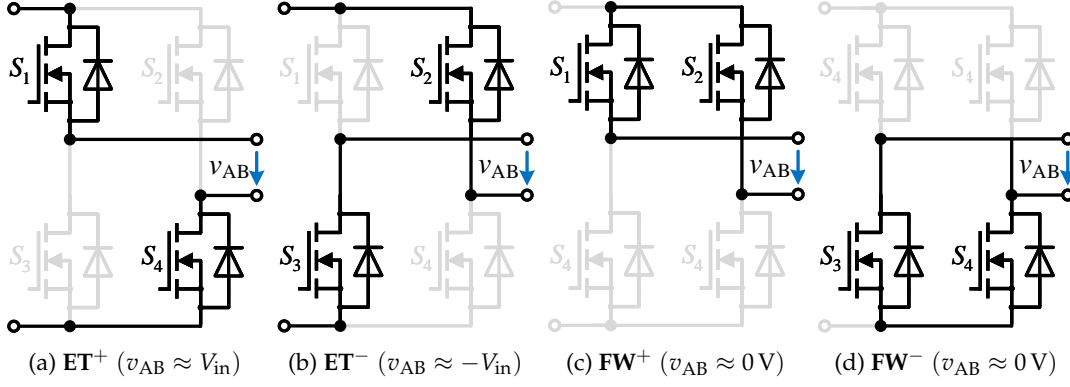 S1 S2 S2 S1 S2 S4 S4
S1
vAB vAB vAB vAB
S3 S4 S3 S4 S4 S4 S3 S4
(a) ET+ (vAB ≈ Vin) (b) ET− (vAB ≈ −Vin) (c) FW+ (vAB ≈ 0 V) (d) FW− (vAB ≈ 0 V)